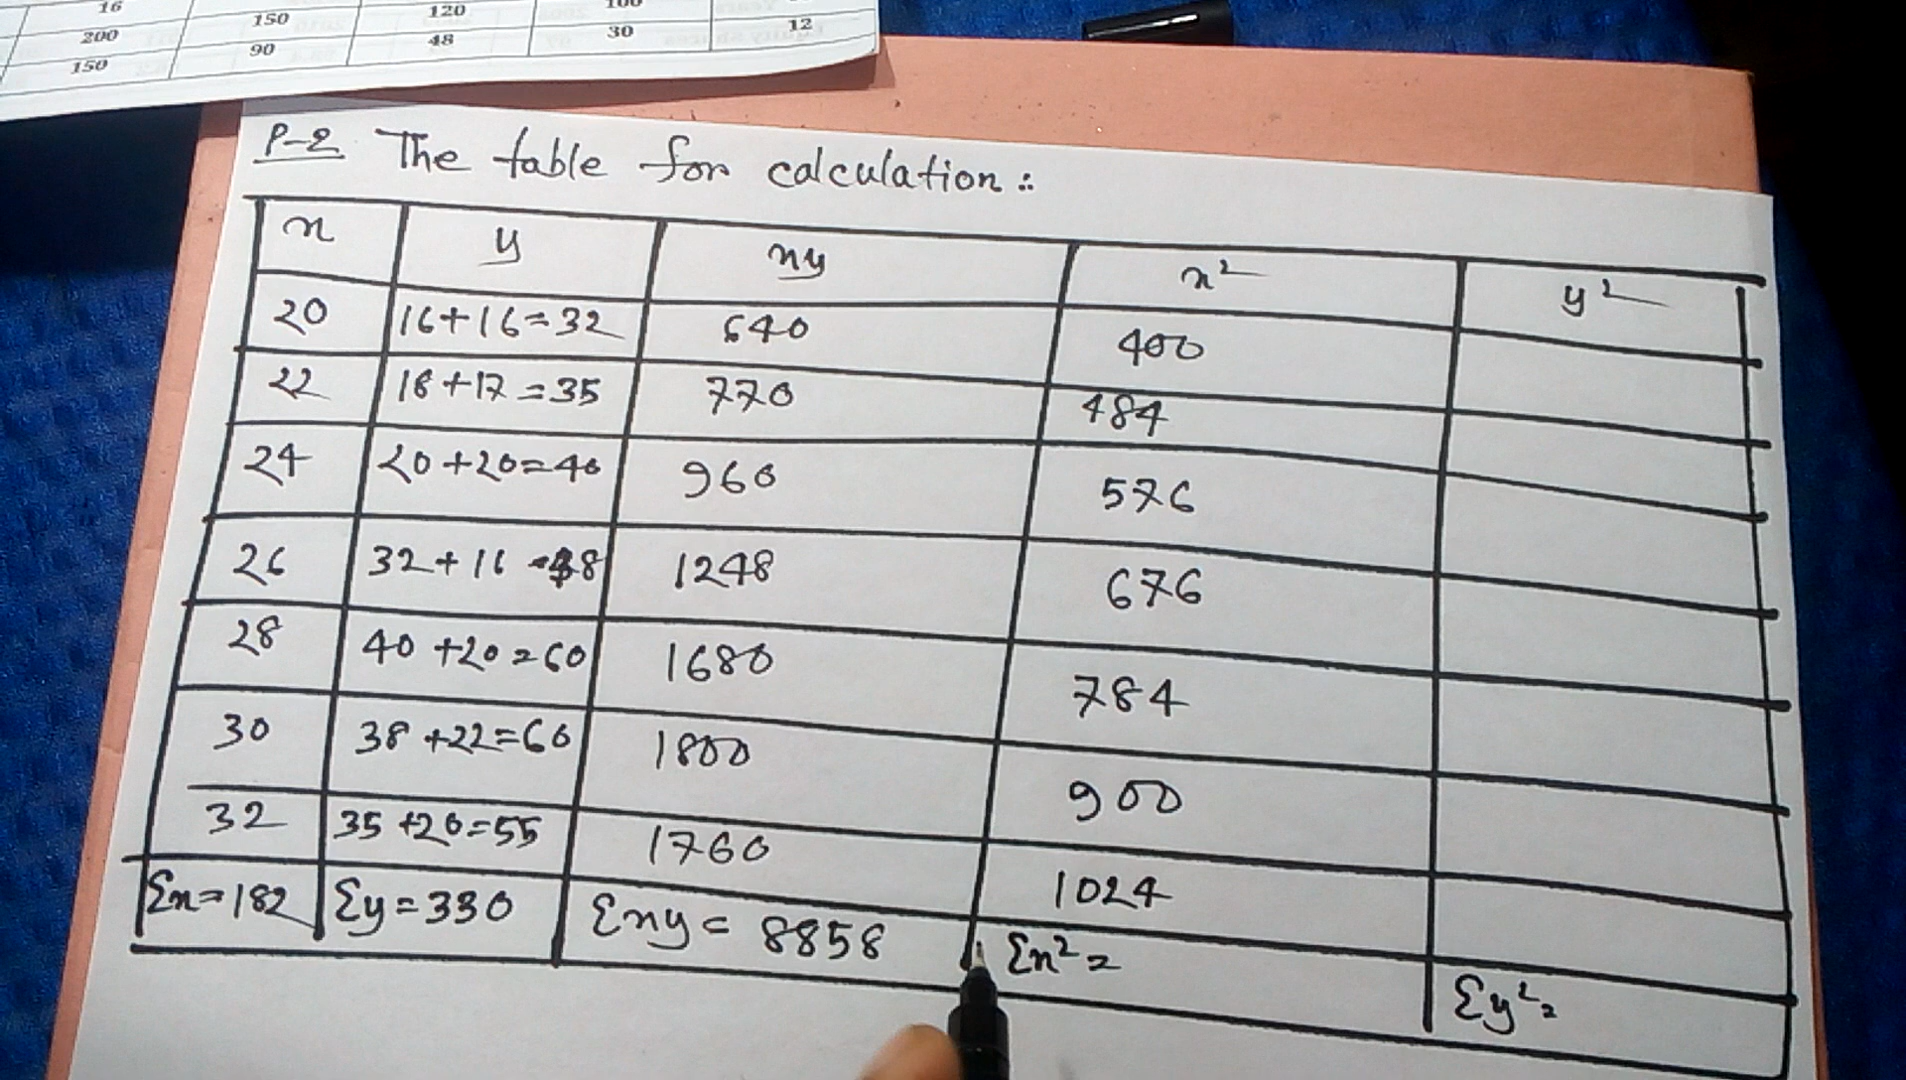 16 150 120 100
200 90 48 30 12
150
P-2 The table for calculation:
x y xy x² y²
20 16+16=32 640 400
22 18+17=35 770 484
24 20+20=40 960 576
26 32+16=48 1248 676
28 40+20=60 1680 784
30 38+22=60 1800 900
32 35+20=55 1760 1024
Σx=182 Σy=330 Σxy=8858 Σx²= Σy²=